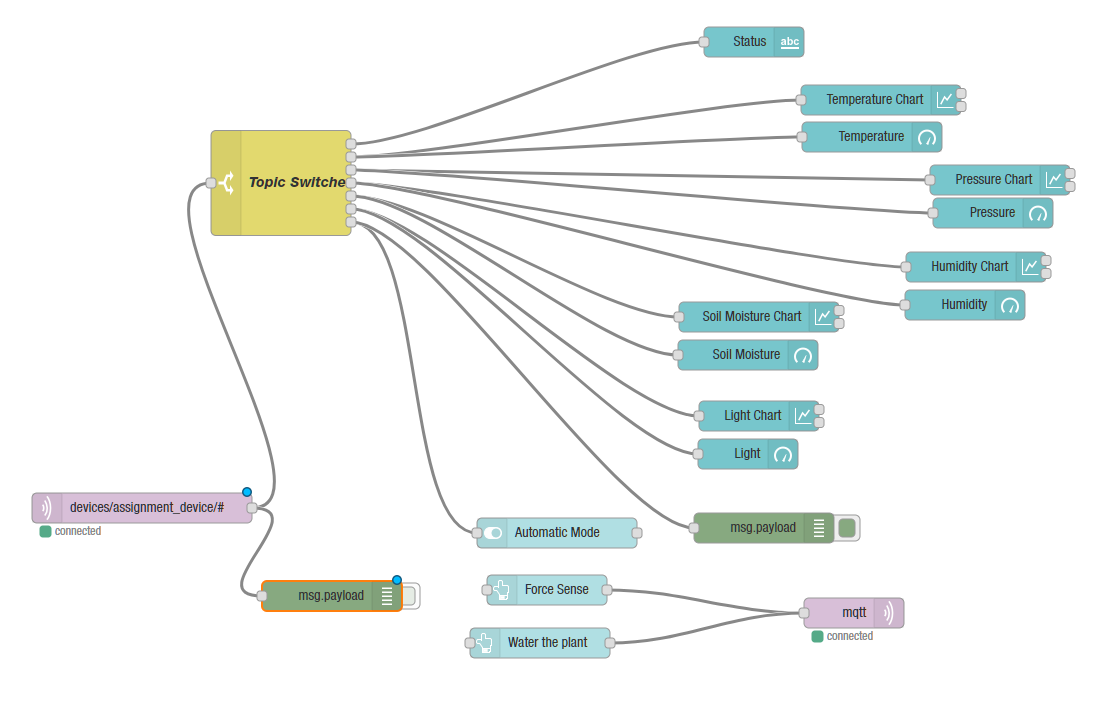 Status
abc
Temperature Chart
Temperature
Topic Switche
Pressure Chart
Pressure
Humidity Chart
Humidity
Soil Moisture Chart
Soil Moisture
Light Chart
Light
devices/assignment_device/#
connected
Automatic Mode
msg.payload
msg.payload
Force Sense
mqtt
connected
Water the plant